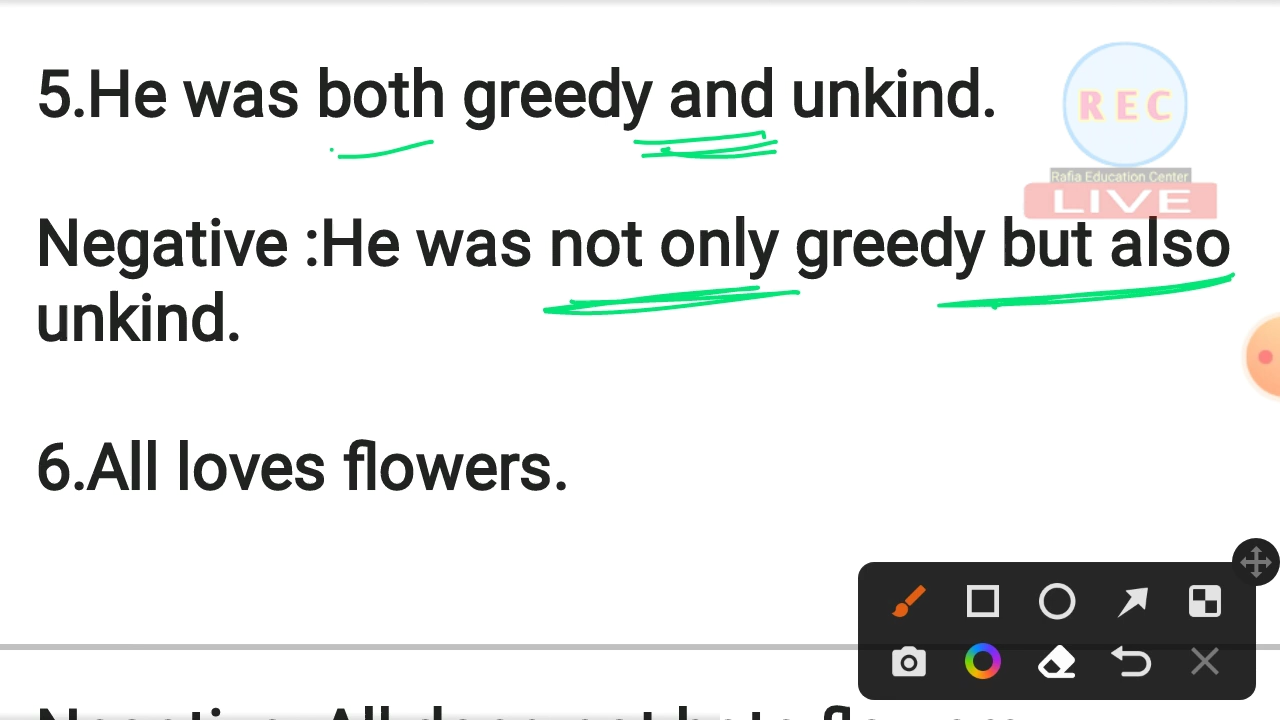 5.He was both greedy and unkind.
R E C
Rafia Education Center
LIVE
Negative :He was not only greedy but also
unkind.
6.All loves flowers.